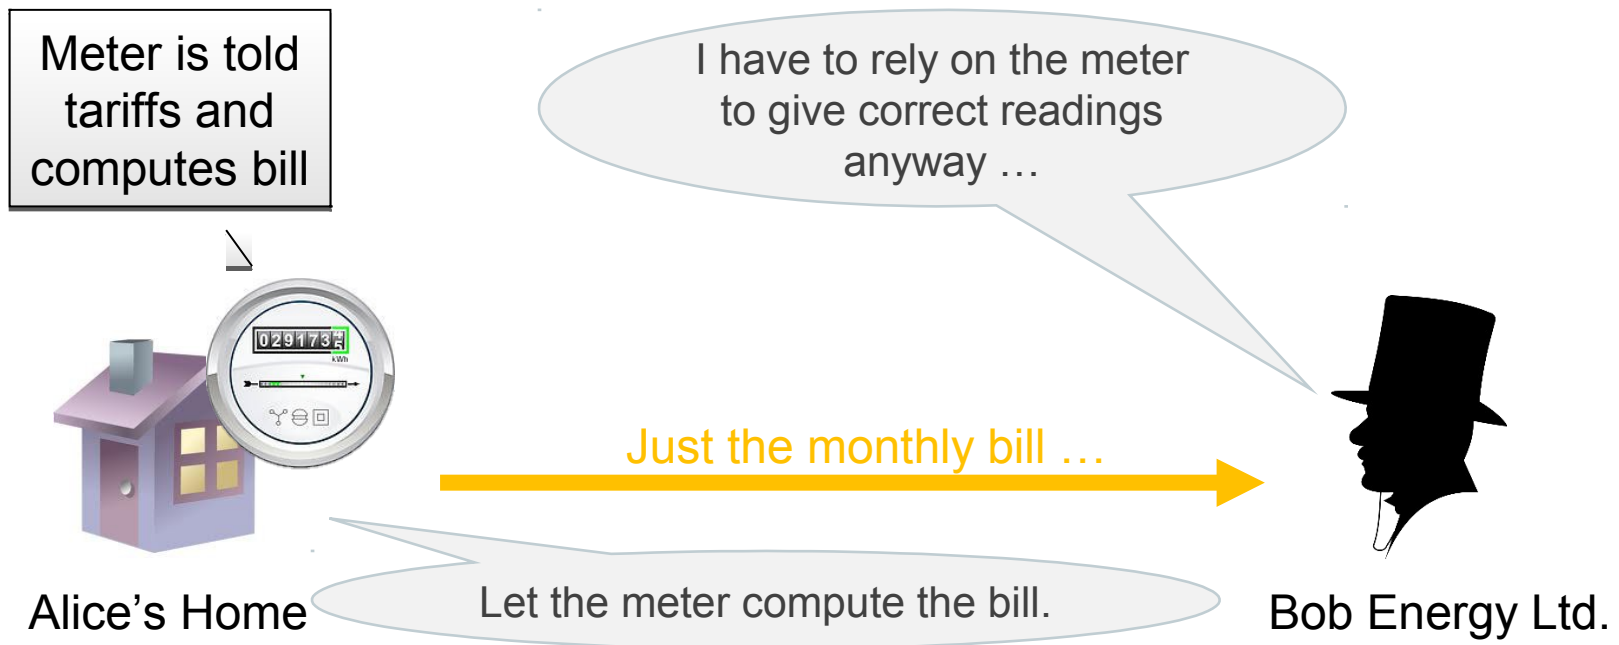 Meter is told
tariffs and
computes bill
I have to rely on the meter
to give correct readings
anyway …
kWh
Just the monthly bill …
Let the meter compute the bill.
Alice’s Home
Bob Energy Ltd.